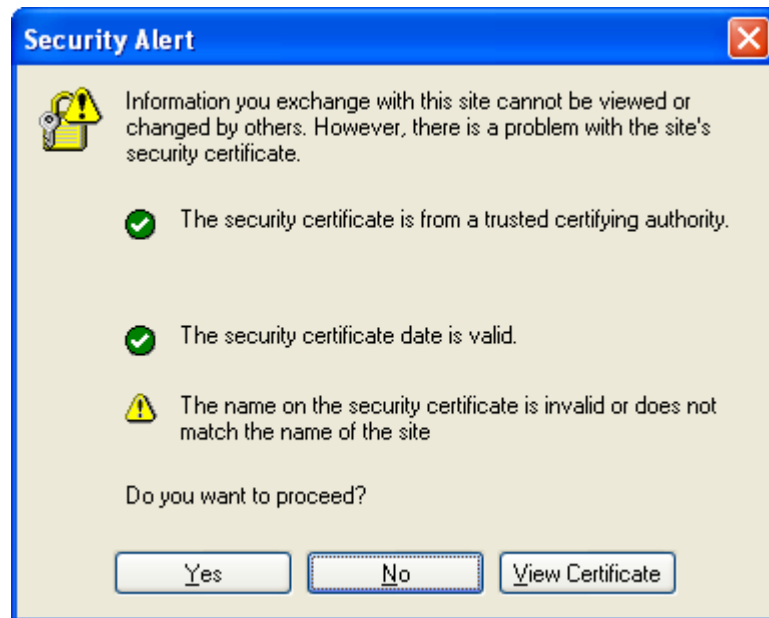 Security Alert
Information you exchange with this site cannot be viewed or
changed by others. However, there is a problem with the site's
security certificate.
The security certificate is from a trusted certifying authority.
The security certificate date is valid.
The name on the security certificate is invalid or does not
match the name of the site
Do you want to proceed?
Yes No View Certificate